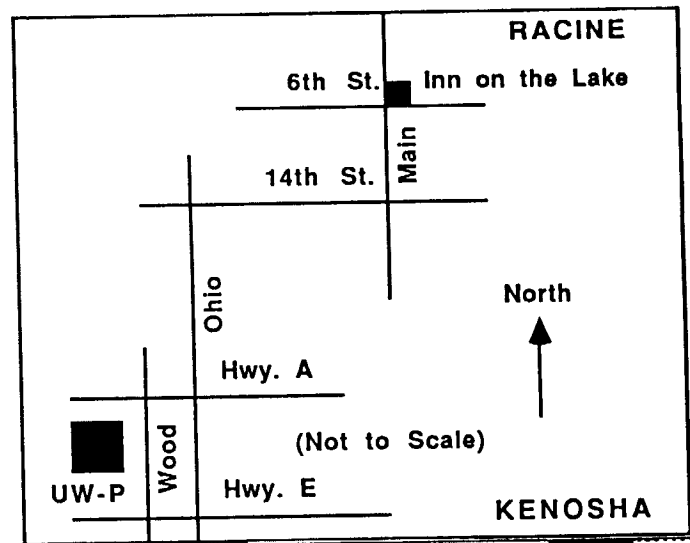 RACINE
6th St.
Inn on the Lake
Main
14th St.
North
Ohio
Hwy. A
(Not to Scale)
Wood
UW-P
Hwy. E
KENOSHA